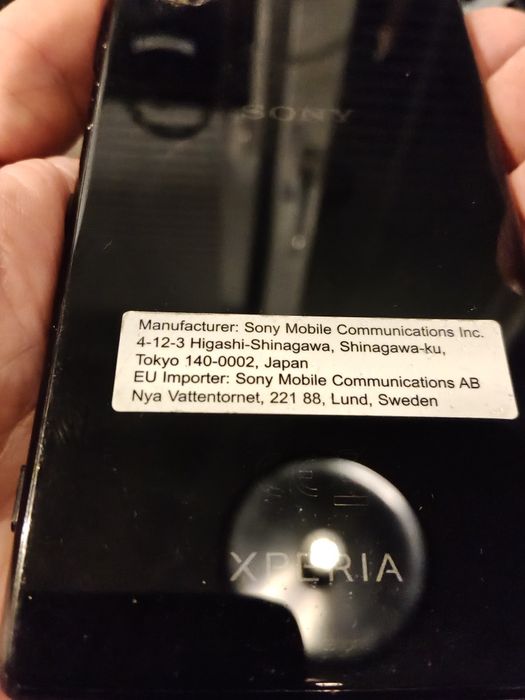 SONY
Manufacturer: Sony Mobile Communications Inc.
4-12-3 Higashi-Shinagawa, Shinagawa-ku,
Tokyo 140-0002, Japan
EU Importer: Sony Mobile Communications AB
Nya Vattentornet, 221 88, Lund, Sweden
CE
XPERIA